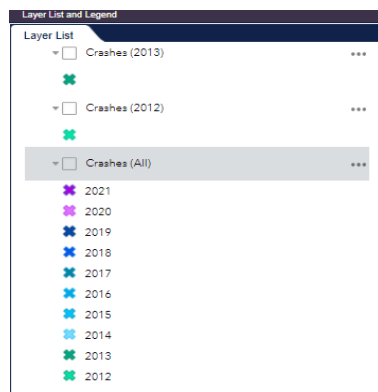 Layer List and Legend
Layer List
Crashes (2013)
Crashes (2012)
Crashes (All)
2021
2020
2019
2018
2017
2016
2015
2014
2013
2012